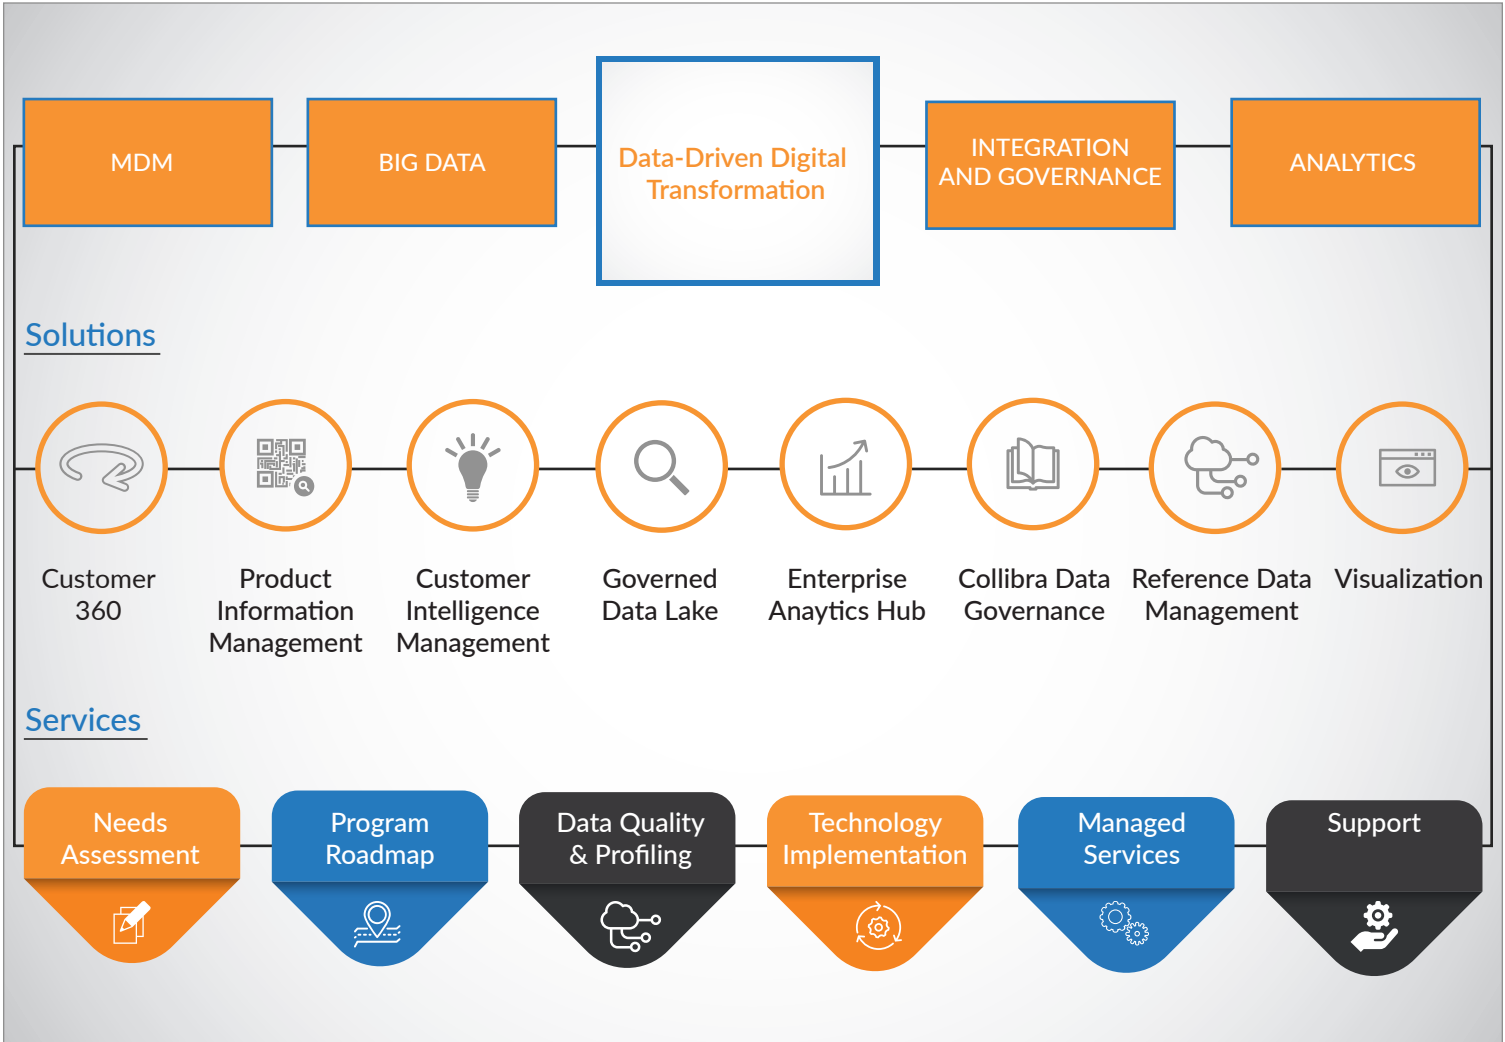 MDM
BIG DATA
Data-Driven Digital
Transformation
INTEGRATION
AND GOVERNANCE
ANALYTICS
Solutions
Customer
360
Product
Information
Management
Customer
Intelligence
Management
Governed
Data Lake
Enterprise
Anaytics Hub
Collibra Data
Governance
Reference Data
Management
Visualization
Services
Needs
Assessment
Program
Roadmap
Data Quality
& Profiling
Technology
Implementation
Managed
Services
Support